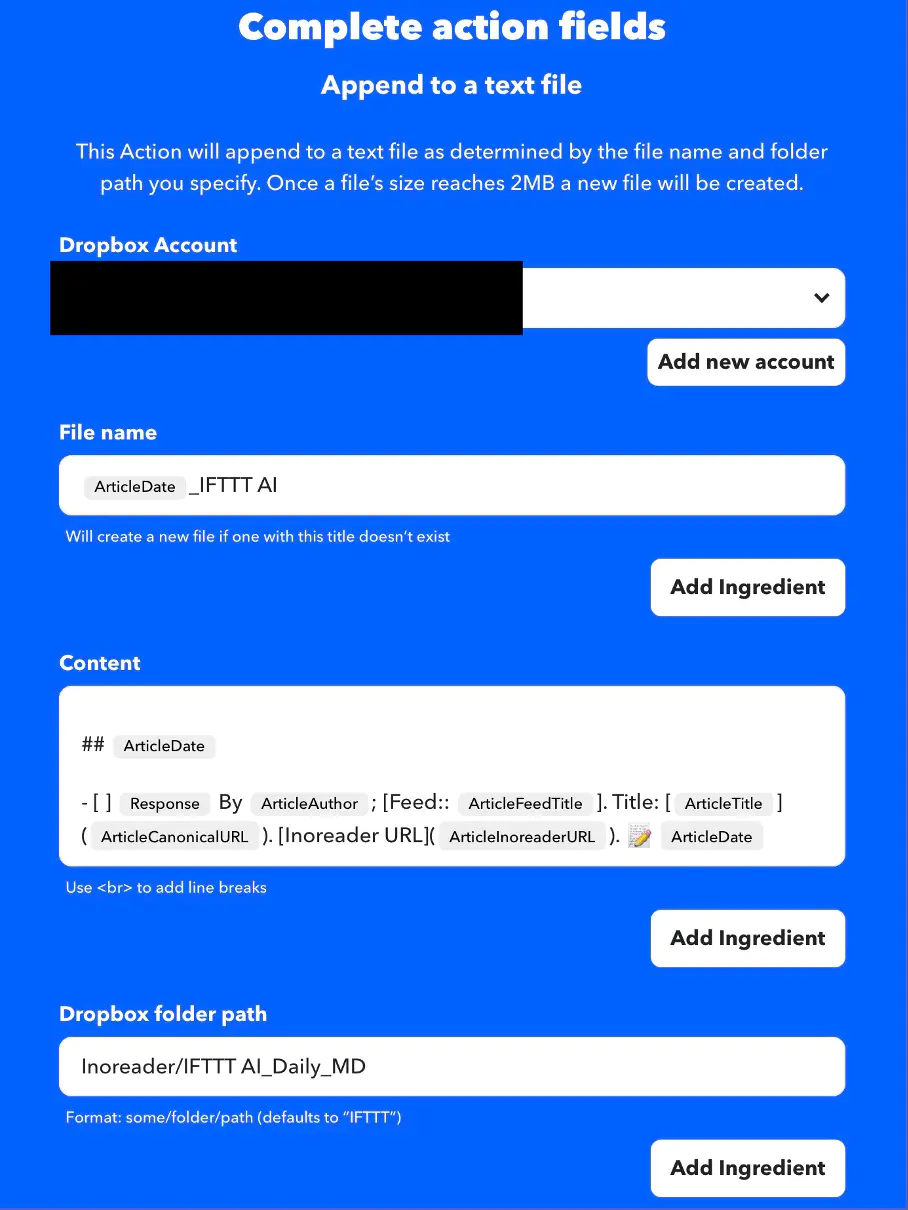 Complete action fields
Append to a text file
This Action will append to a text file as determined by the file name and folder
path you specify. Once a file’s size reaches 2MB a new file will be created.
Dropbox Account
Add new account
File name
ArticleDate _IFTTT AI
Will create a new file if one with this title doesn’t exist
Add Ingredient
Content
## ArticleDate
- [ ] Response By ArticleAuthor ; [Feed:: ArticleFeedTitle ]. Title: [ ArticleTitle ]
( ArticleCanonicalURL ). [Inoreader URL]( ArticleInoreaderURL ). 📝 ArticleDate
Use <br> to add line breaks
Add Ingredient
Dropbox folder path
Inoreader/IFTTT AI_Daily_MD
Format: some/folder/path (defaults to “IFTTT”)
Add Ingredient